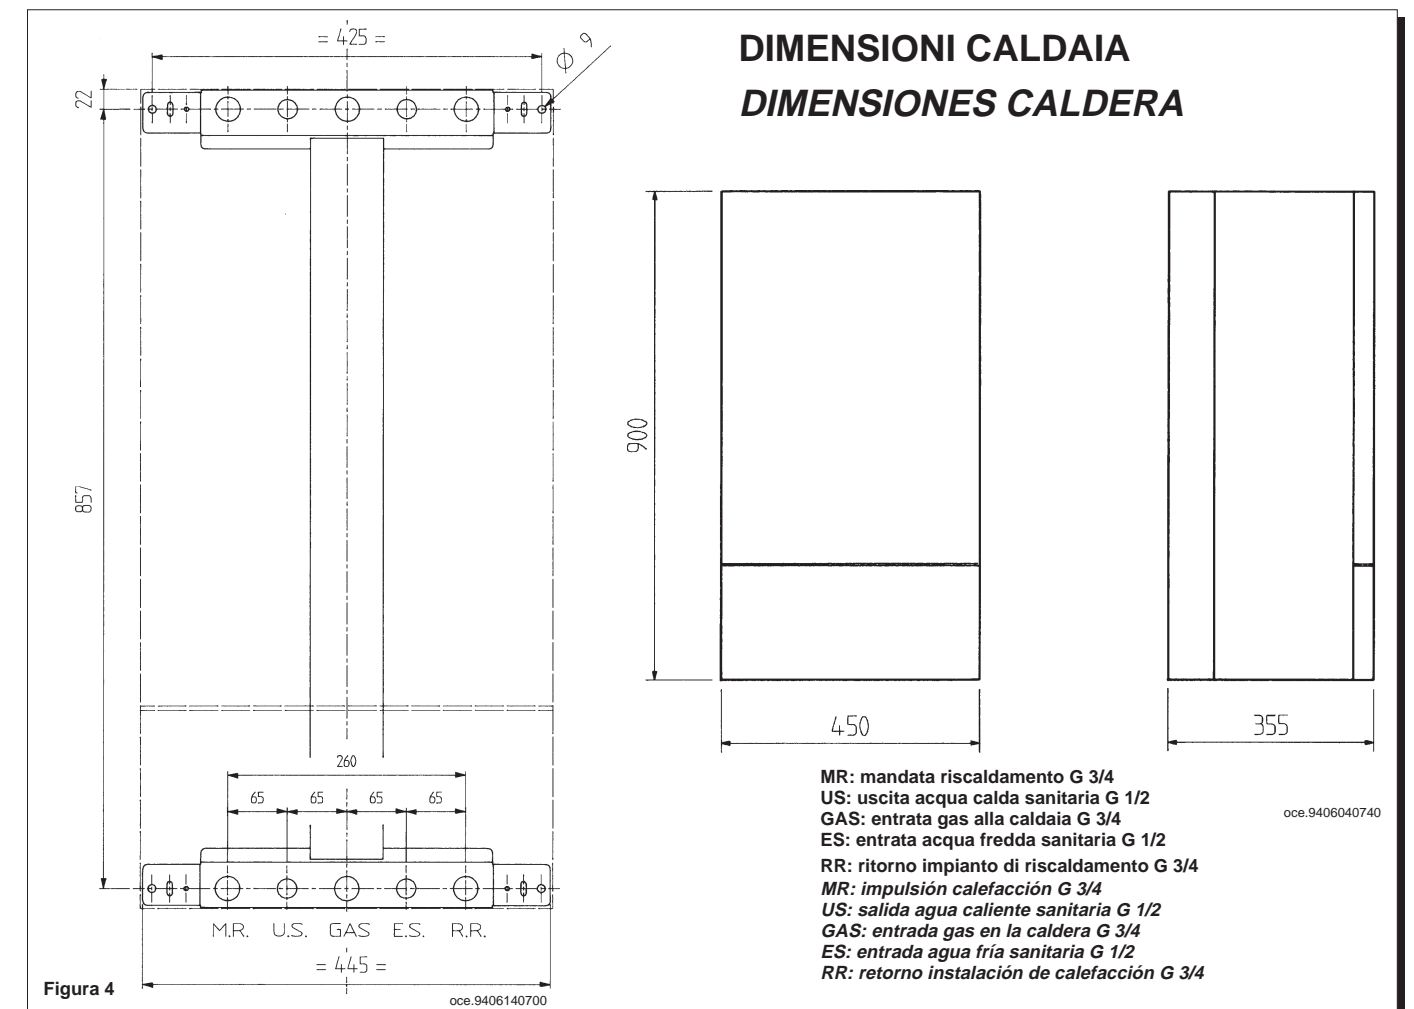 DIMENSIONI CALDAIA
DIMENSIONES CALDERA
= 425 =
Ø 9
22
857
900
450
355
260
65 65 65 65
M.R. U.S. GAS E.S. R.R.
= 445 =
Figura 4
oce.9406140700
MR: mandata riscaldamento G 3/4
US: uscita acqua calda sanitaria G 1/2
GAS: entrata gas alla caldaia G 3/4
ES: entrata acqua fredda sanitaria G 1/2
RR: ritorno impianto di riscaldamento G 3/4
MR: impulsión calefacción G 3/4
US: salida agua caliente sanitaria G 1/2
GAS: entrada gas en la caldera G 3/4
ES: entrada agua fría sanitaria G 1/2
RR: retorno instalación de calefacción G 3/4
oce.9406040740